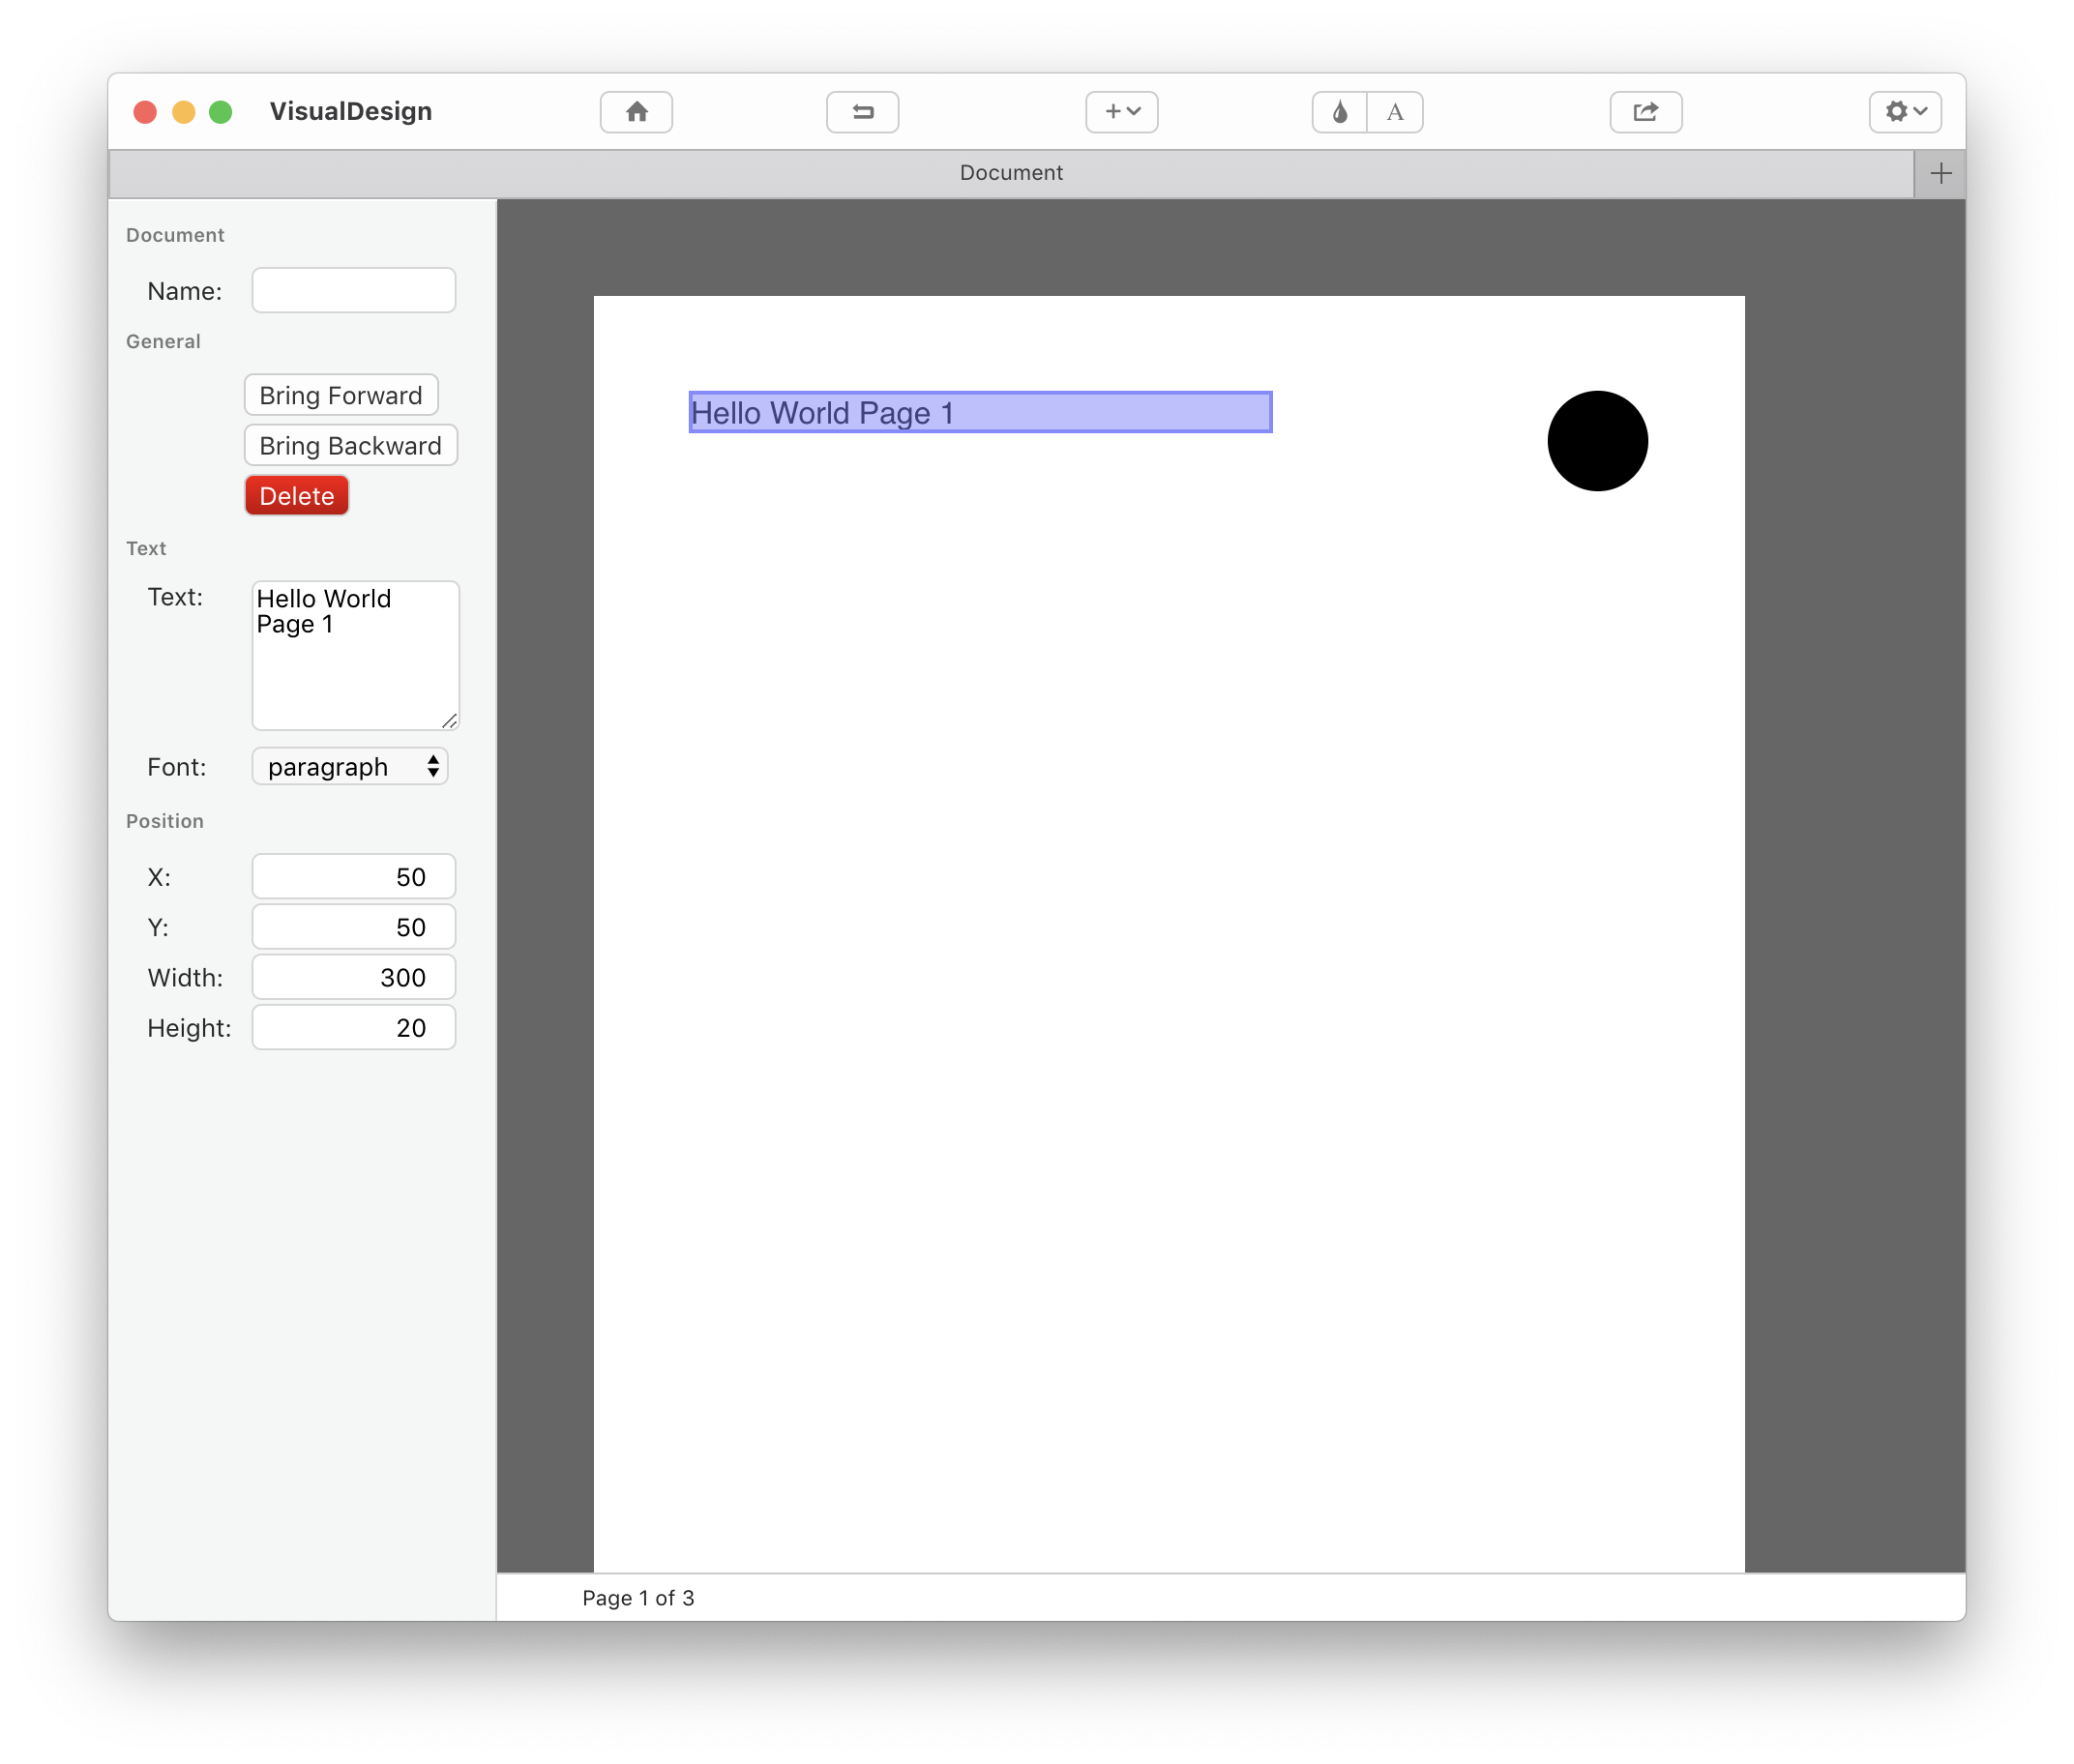 VisualDesign
A
Document
Document
Name:
General
Bring Forward
Bring Backward
Delete
Text
Text:
Hello World
Page 1
Font:
paragraph
Position
X:
50
Y:
50
Width:
300
Height:
20
Hello World Page 1
Page 1 of 3